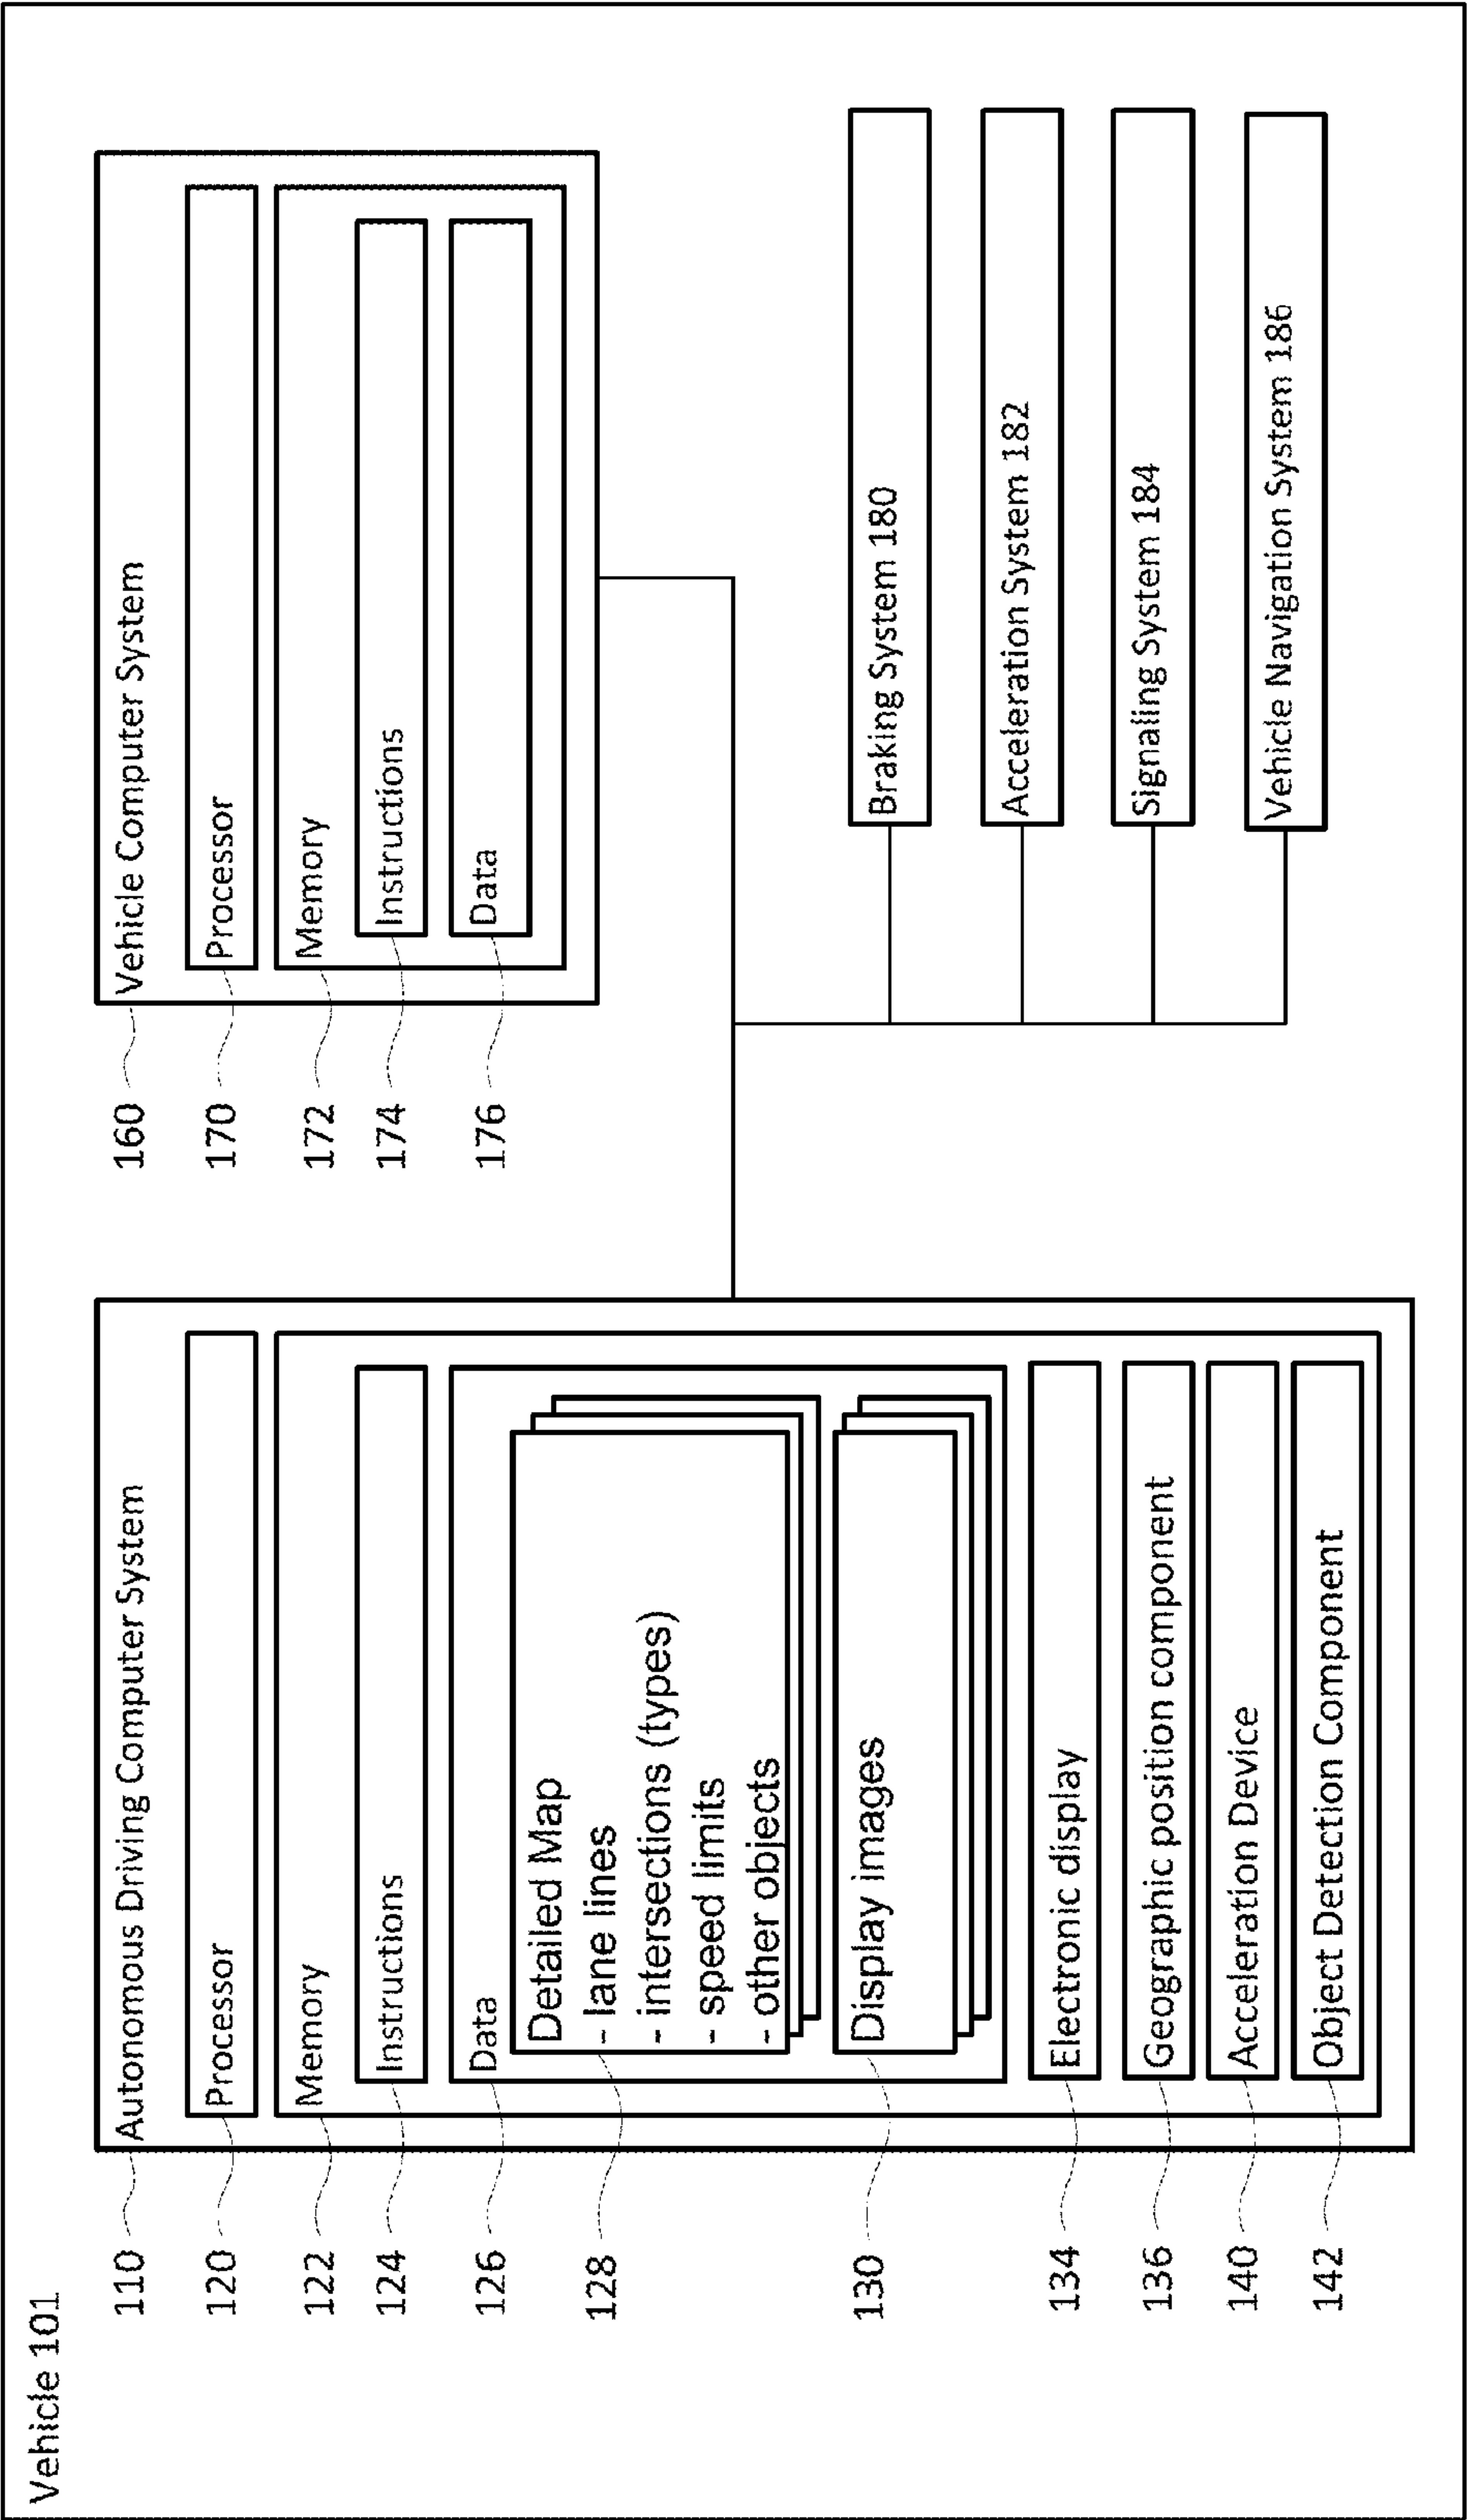 Vehicle 101
110
Autonomous Driving Computer System
120
Processor
122
Memory
124
Instructions
126
Data
128
Detailed Map
- lane lines
- intersections (types)
- speed limits
- other objects
130
Display images
134
Electronic display
136
Geographic position component
140
Acceleration Device
142
Object Detection Component
160
Vehicle Computer System
170
Processor
172
Memory
174
Instructions
176
Data
Braking System 180
Acceleration System 182
Signaling System 184
Vehicle Navigation System 186